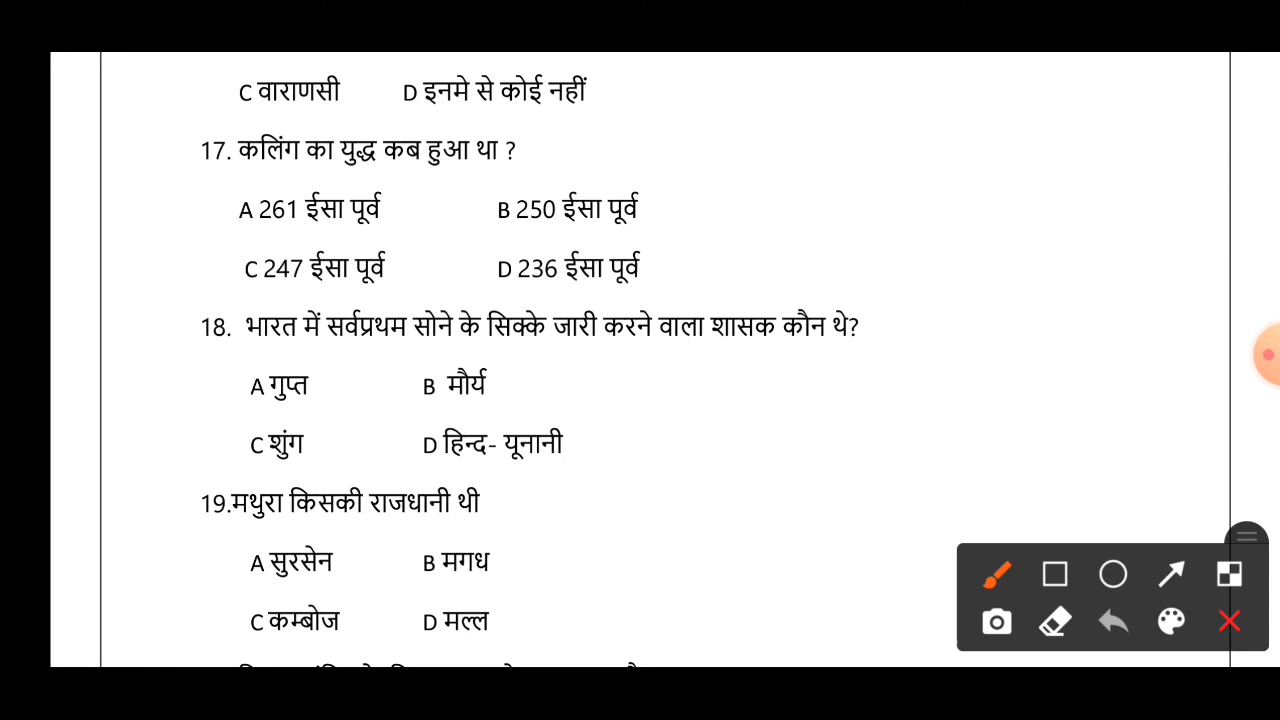 C वाराणसी D इनमे से कोई नहीं
17. कलिंग का युद्ध कब हुआ था ?
A 261 ईसा पूर्व B 250 ईसा पूर्व
C 247 ईसा पूर्व D 236 ईसा पूर्व
18. भारत में सर्वप्रथम सोने के सिक्के जारी करने वाला शासक कौन थे?
A गुप्त B मौर्य
C शुंग D हिन्द- यूनानी
19.मथुरा किसकी राजधानी थी
A सुरसेन B मगध
C कम्बोज D मल्ल